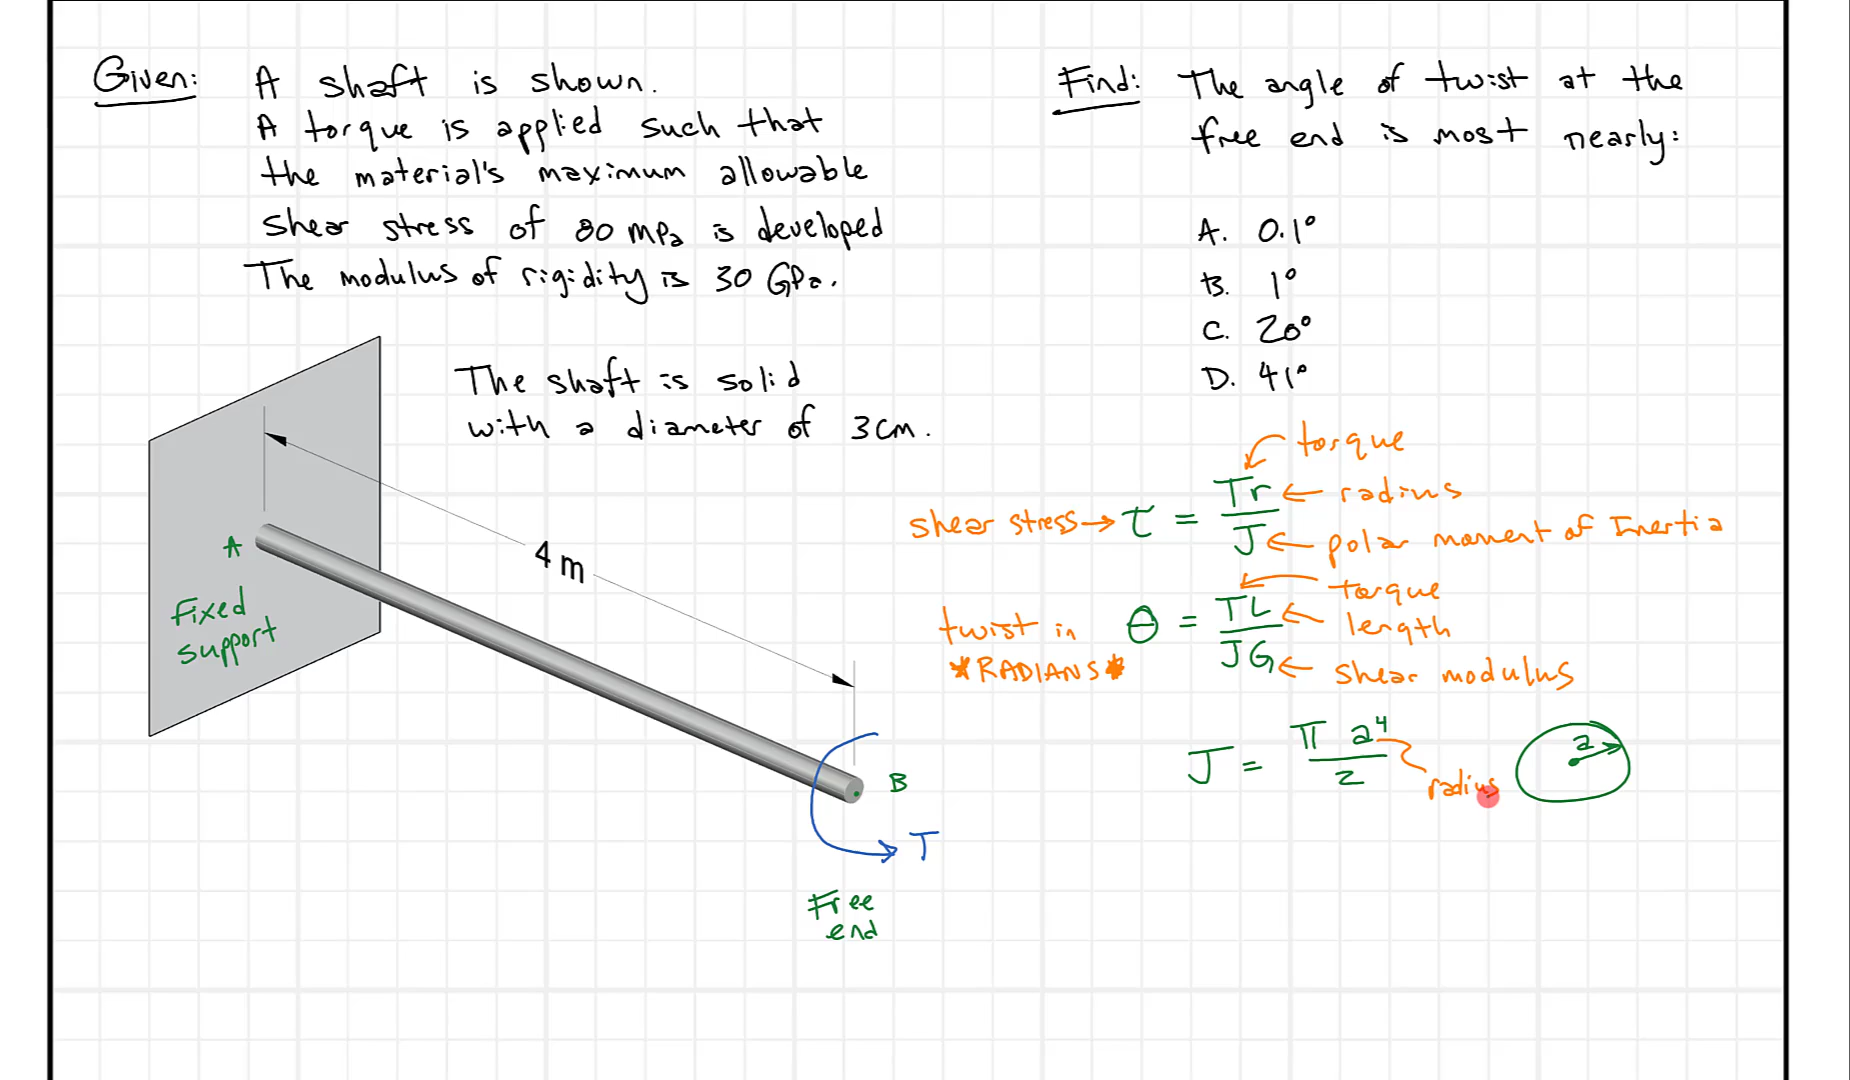 Given: A shaft is shown.
A torque is applied such that
the material's maximum allowable
shear stress of 80 MPa is developed
The modulus of rigidity is 30 GPa.
The shaft is solid
with a diameter of 3cm.
4 m
A
Fixed
support
B
T
Free
end
Find: The angle of twist at the
free end is most nearly:
A. 0.1°
B. 1°
C. 20°
D. 41°
torque
shear stress → τ = Tr/J ← radius
← polar moment of Inertia
torque
twist in *RADIANS* θ = TL/JG ← length
← shear modulus
J = π a⁴/2
radius
a